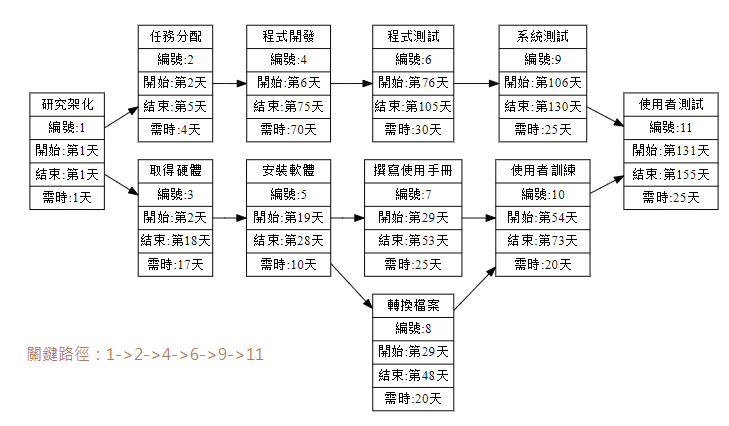 任務分配
編號:2
開始:第2天
結束:第5天
需時:4天
程式開發
編號:4
開始:第6天
結束:第75天
需時:70天
程式測試
編號:6
開始:第76天
結束:第105天
需時:30天
系統測試
編號:9
開始:第106天
結束:第130天
需時:25天
研究架化
編號:1
開始:第1天
結束:第1天
需時:1天
使用者測試
編號:11
開始:第131天
結束:第155天
需時:25天
取得硬體
編號:3
開始:第2天
結束:第18天
需時:17天
安裝軟體
編號:5
開始:第19天
結束:第28天
需時:10天
撰寫使用手冊
編號:7
開始:第29天
結束:第53天
需時:25天
使用者訓練
編號:10
開始:第54天
結束:第73天
需時:20天
轉換檔案
編號:8
開始:第29天
結束:第48天
需時:20天
關鍵路徑：1->2->4->6->9->11